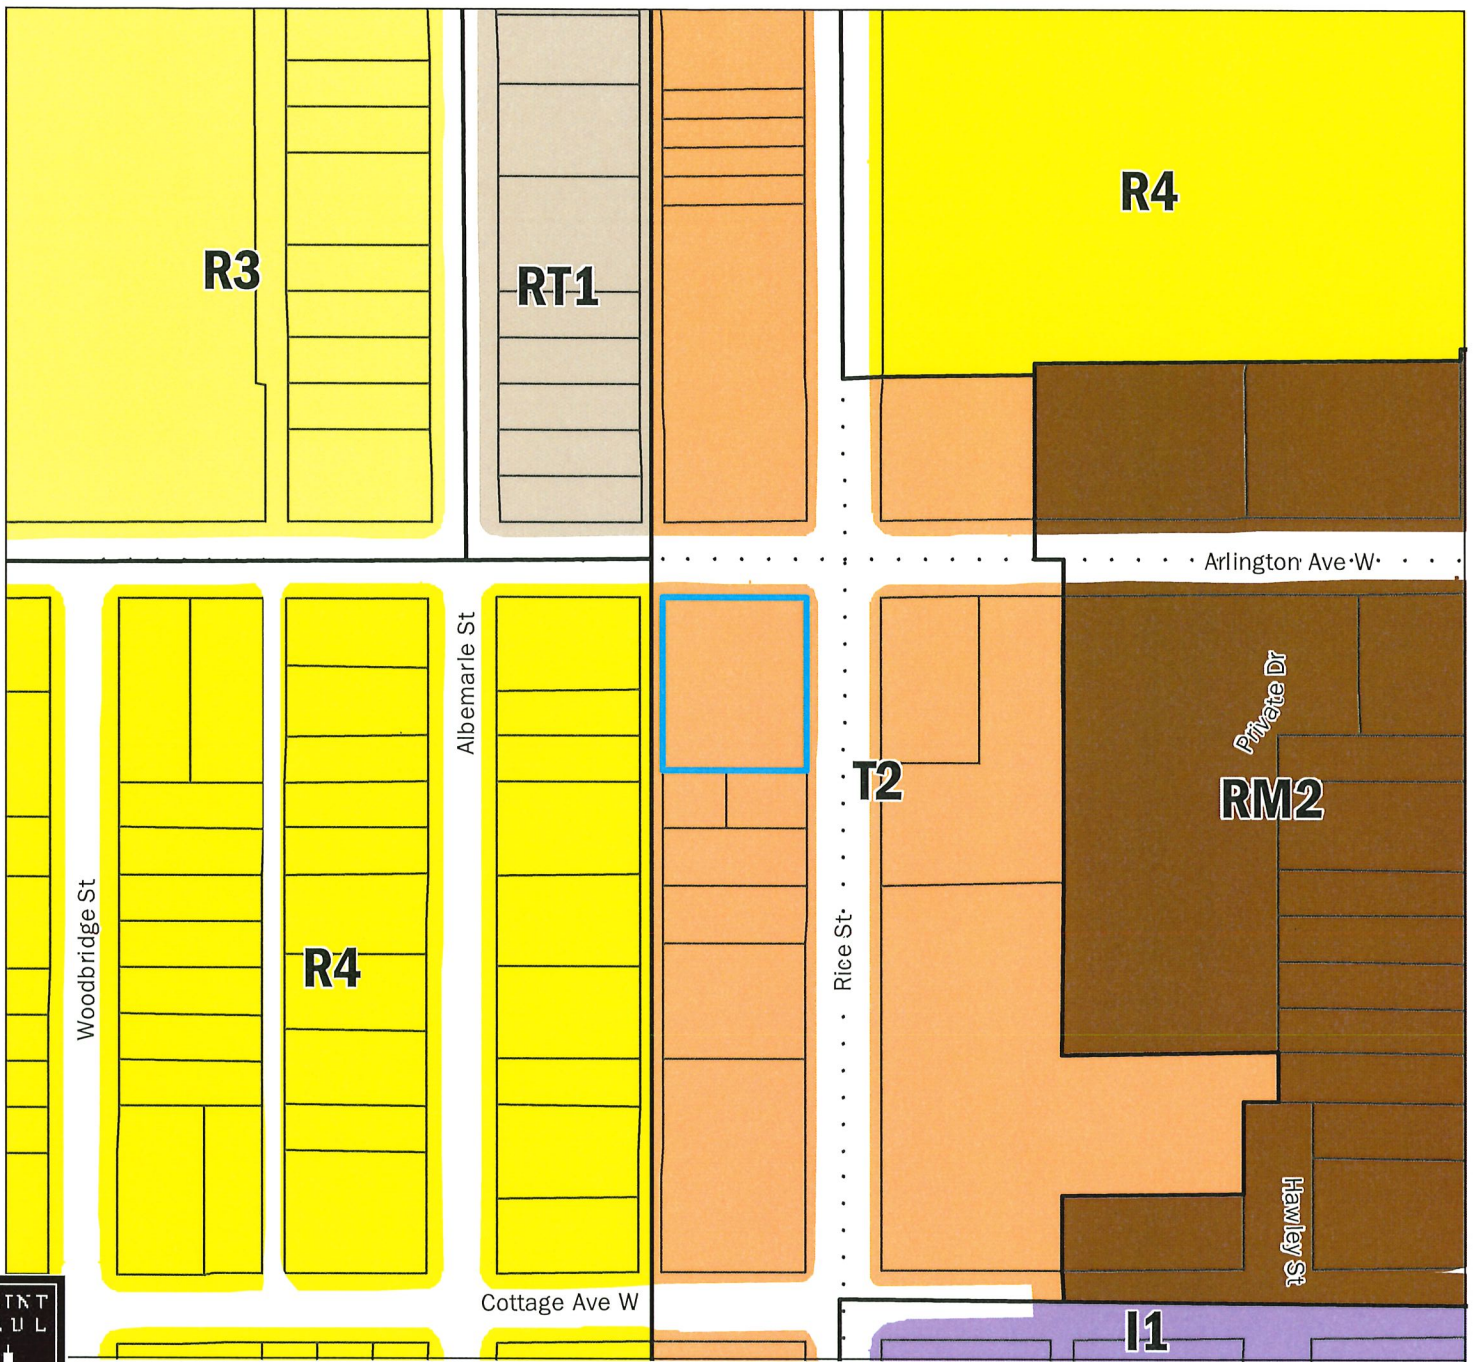 R4
R3
RT1
Arlington Ave W
Albemarle St
Private Dr
T2
RM2
Woodbridge St
Rice St
R4
Hawley St
Cottage Ave W
I1